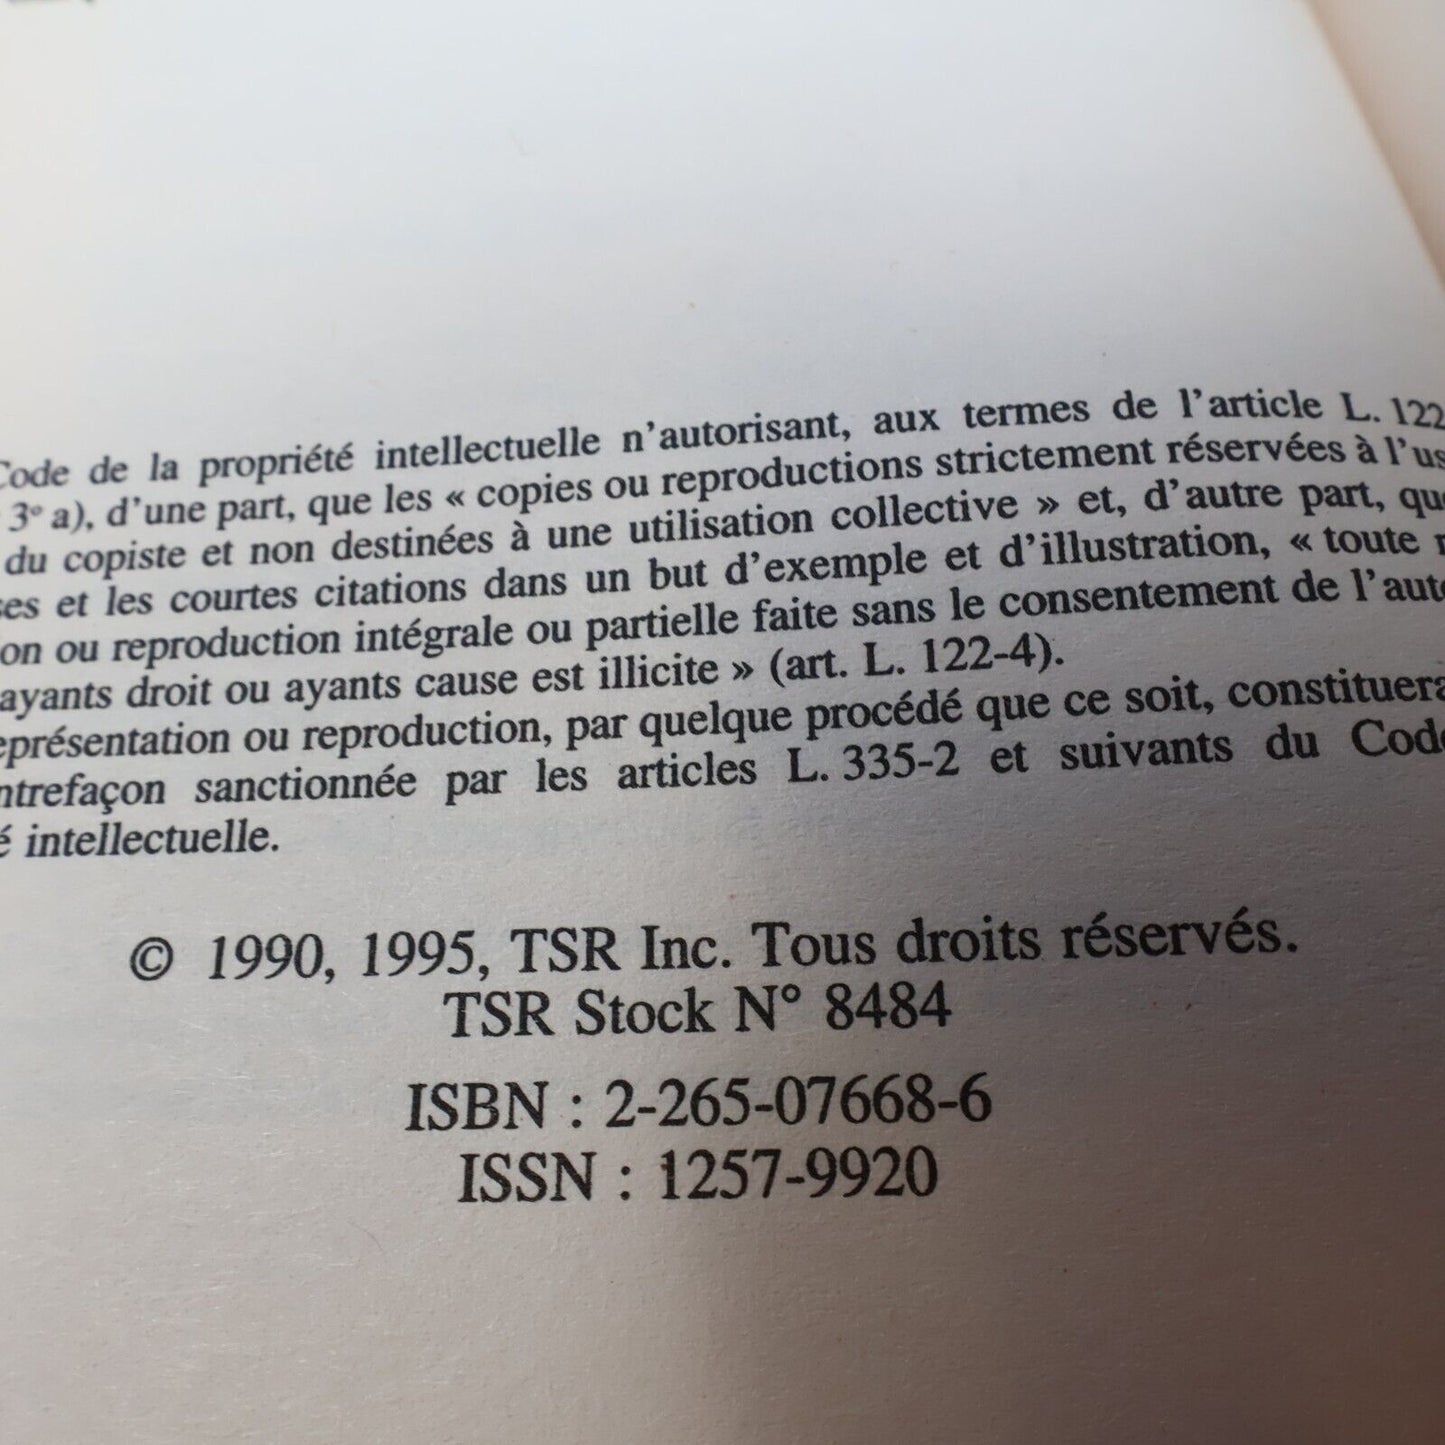 Code de la propriété intellectuelle n'autorisant, aux termes de l'article L. 122
3° a), d'une part, que les « copies ou reproductions strictement réservées à l'us
du copiste et non destinées à une utilisation collective » et, d'autre part, que
ses et les courtes citations dans un but d'exemple et d'illustration, « toute r
on ou reproduction intégrale ou partielle faite sans le consentement de l'aute
ayants droit ou ayants cause est illicite » (art. L. 122-4).
eprésentation ou reproduction, par quelque procédé que ce soit, constituera
ntrefaçon sanctionnée par les articles L. 335-2 et suivants du Code
é intellectuelle.
© 1990, 1995, TSR Inc. Tous droits réservés.
TSR Stock N° 8484
ISBN : 2-265-07668-6
ISSN : 1257-9920